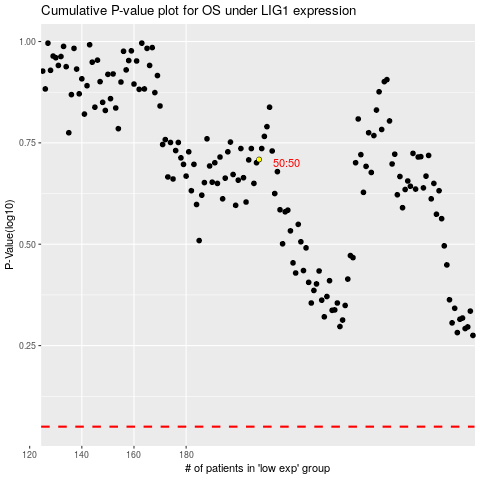 Cumulative P-value plot for OS under LIG1 expression
1.00
0.75
0.50
0.25
P-Value(log10)
50:50
120 140 160 180
# of patients in 'low exp' group